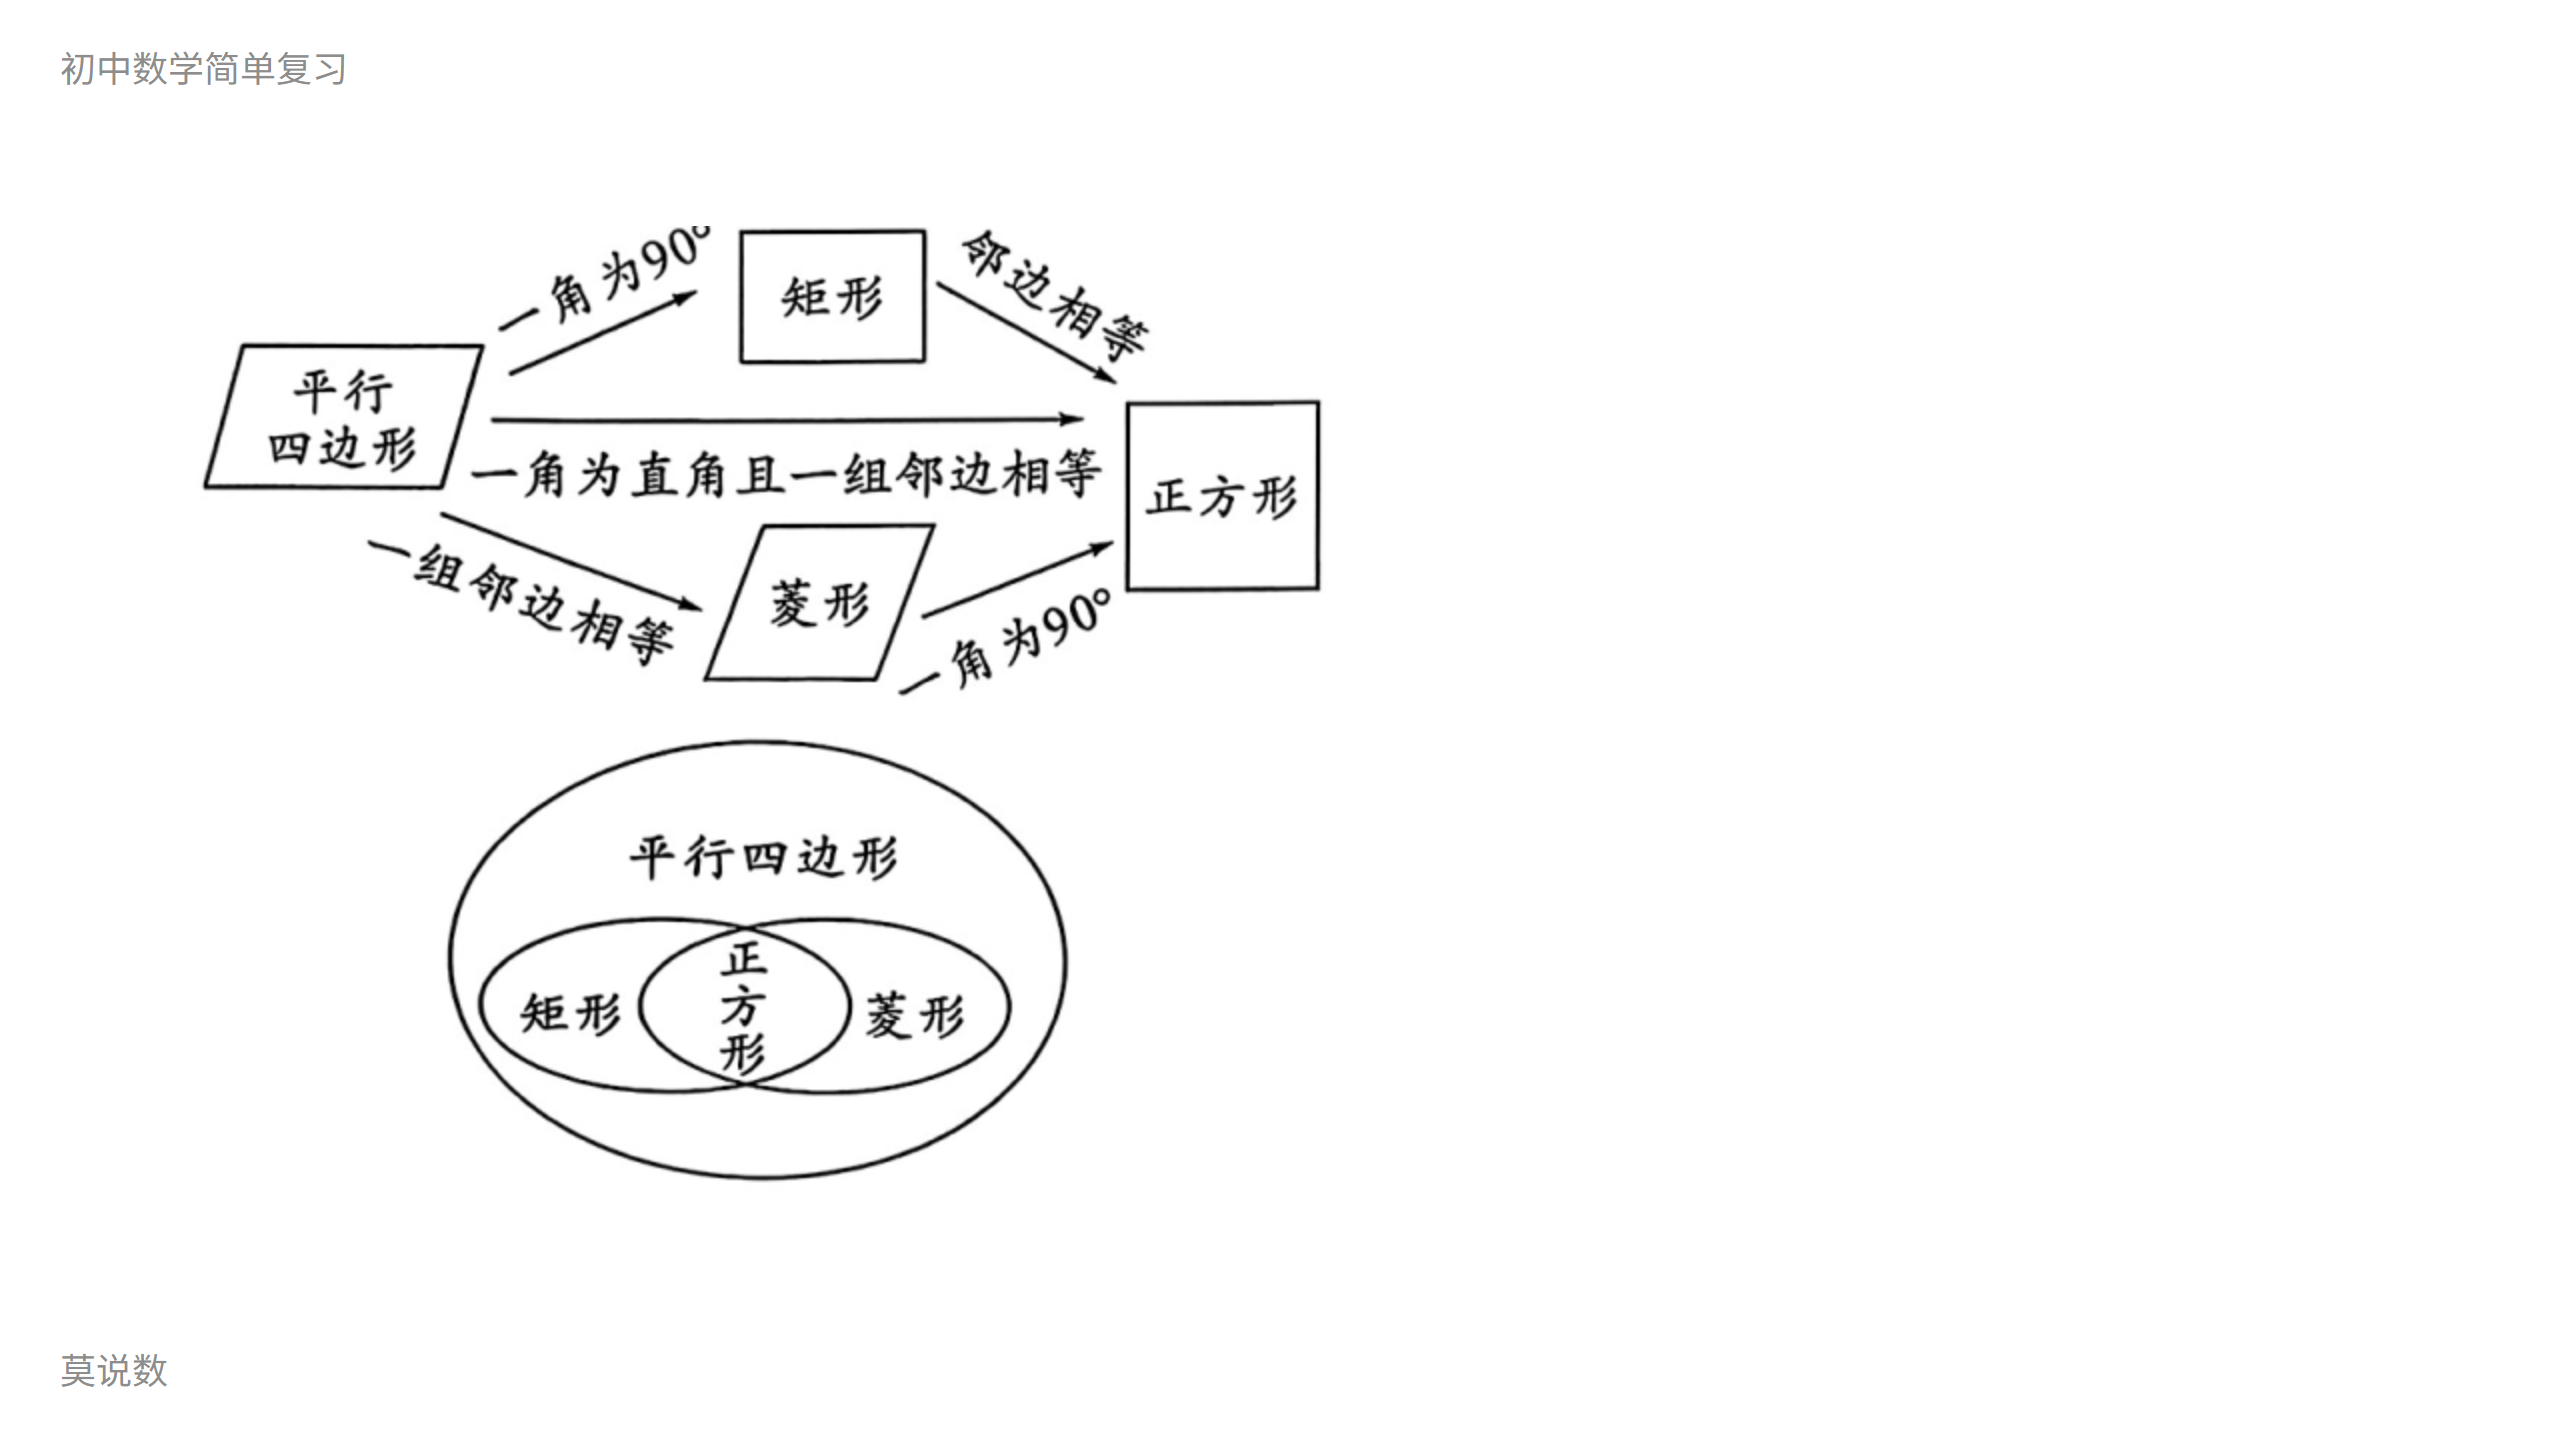 初中数学简单复习
一角为90°
矩形
邻边相等
平行
四边形
一角为直角且一组邻边相等
正方形
一组邻边相等
菱形
一角为90°
平行四边形
矩形
正
方
形
菱形
莫说数